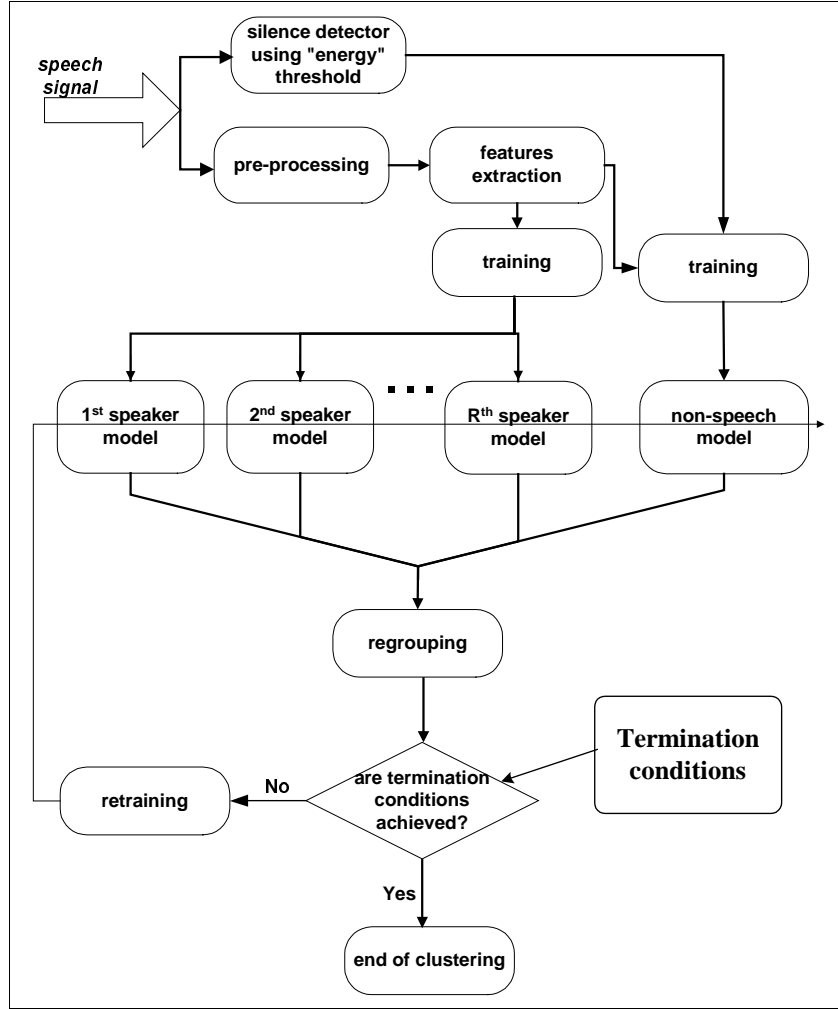 silence detector
using "energy"
threshold
speech
signal
pre-processing
features
extraction
training
training
1st speaker
model
2nd speaker
model
...
Rth speaker
model
non-speech
model
regrouping
Termination
conditions
are termination
conditions
achieved?
No
retraining
Yes
end of clustering